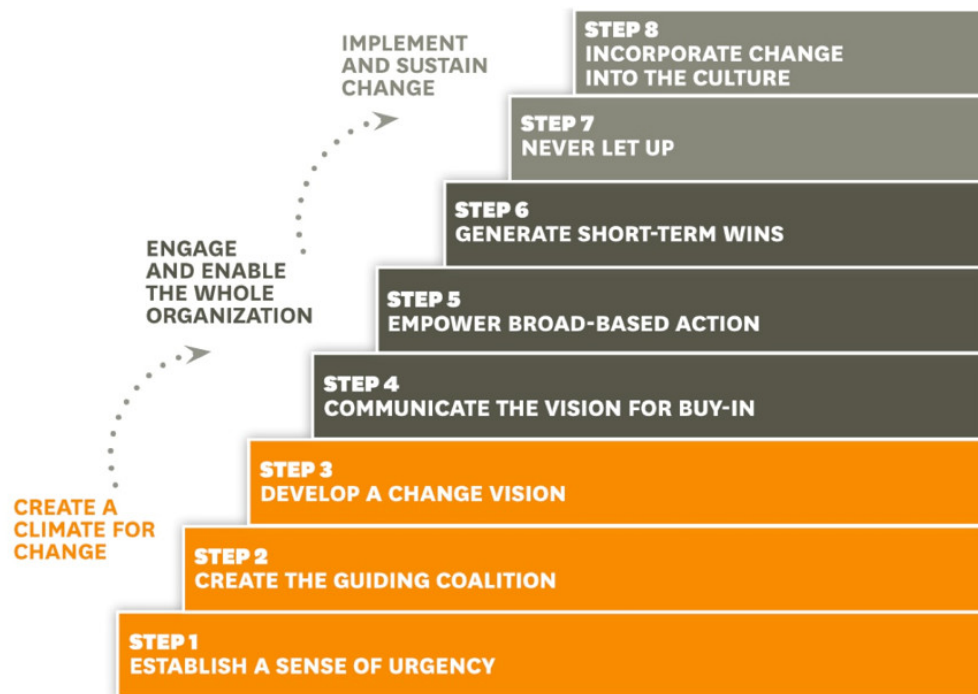 IMPLEMENT
AND SUSTAIN
CHANGE
STEP 8
INCORPORATE CHANGE
INTO THE CULTURE
STEP 7
NEVER LET UP
STEP 6
GENERATE SHORT-TERM WINS
ENGAGE
AND ENABLE
THE WHOLE
ORGANIZATION
STEP 5
EMPOWER BROAD-BASED ACTION
STEP 4
COMMUNICATE THE VISION FOR BUY-IN
STEP 3
DEVELOP A CHANGE VISION
CREATE A
CLIMATE FOR
CHANGE
STEP 2
CREATE THE GUIDING COALITION
STEP 1
ESTABLISH A SENSE OF URGENCY